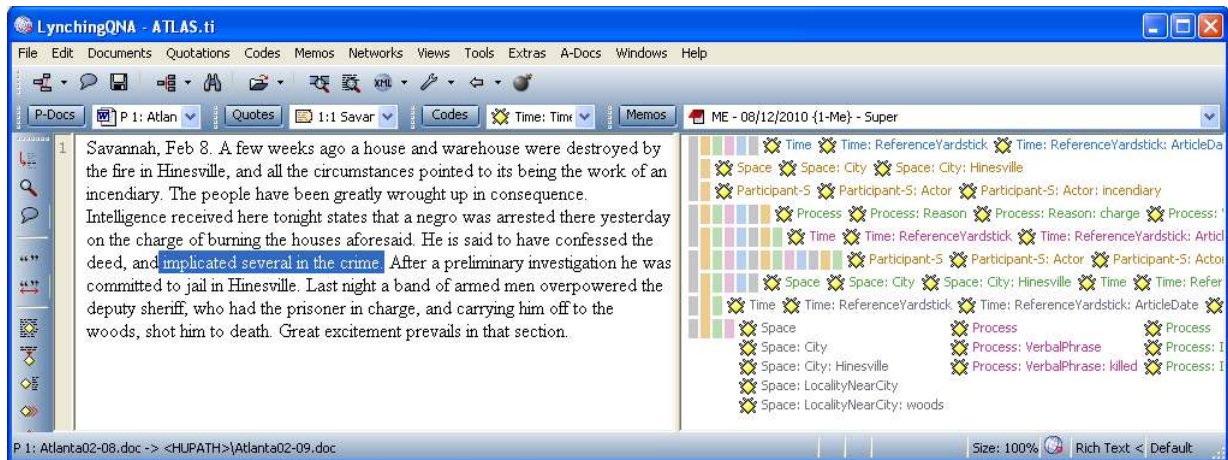 LynchingQNA - ATLAS.ti
File Edit Documents Quotations Codes Memos Networks Views Tools Extras A-Docs Windows Help
P-Docs P 1: Atlan Quotes 1:1 Savar Codes Time: Time Memos ME - 08/12/2010 {1-Me} - Super
1
Savannah, Feb 8. A few weeks ago a house and warehouse were destroyed by
the fire in Hinesville, and all the circumstances pointed to its being the work of an
incendiary. The people have been greatly wrought up in consequence.
Intelligence received here tonight states that a negro was arrested there yesterday
on the charge of burning the houses aforesaid. He is said to have confessed the
deed, and implicated several in the crime. After a preliminary investigation he was
committed to jail in Hinesville. Last night a band of armed men overpowered the
deputy sheriff, who had the prisoner in charge, and carrying him off to the
woods, shot him to death. Great excitement prevails in that section.
Time Time: ReferenceYardstick Time: ReferenceYardstick: ArticleDa
Space Space: City Space: City: Hinesville
Participant-S Participant-S: Actor Participant-S: Actor: incendiary
Process Process: Reason Process: Reason: charge Process:
Time Time: ReferenceYardstick Time: ReferenceYardstick: Articl
Participant-S Participant-S: Actor Participant-S: Actor
Space Space: City Space: City: Hinesville Time Time: Refer
Time Time: ReferenceYardstick Time: ReferenceYardstick: ArticleDate
Space Process Process
Space: City Process: VerbalPhrase Process: I
Space: City: Hinesville Process: VerbalPhrase: killed Process: I
Space: LocalityNearCity
Space: LocalityNearCity: woods
P 1: Atlanta02-08.doc -> <HUPATH>\Atlanta02-09.doc Size: 100% Rich Text < Default